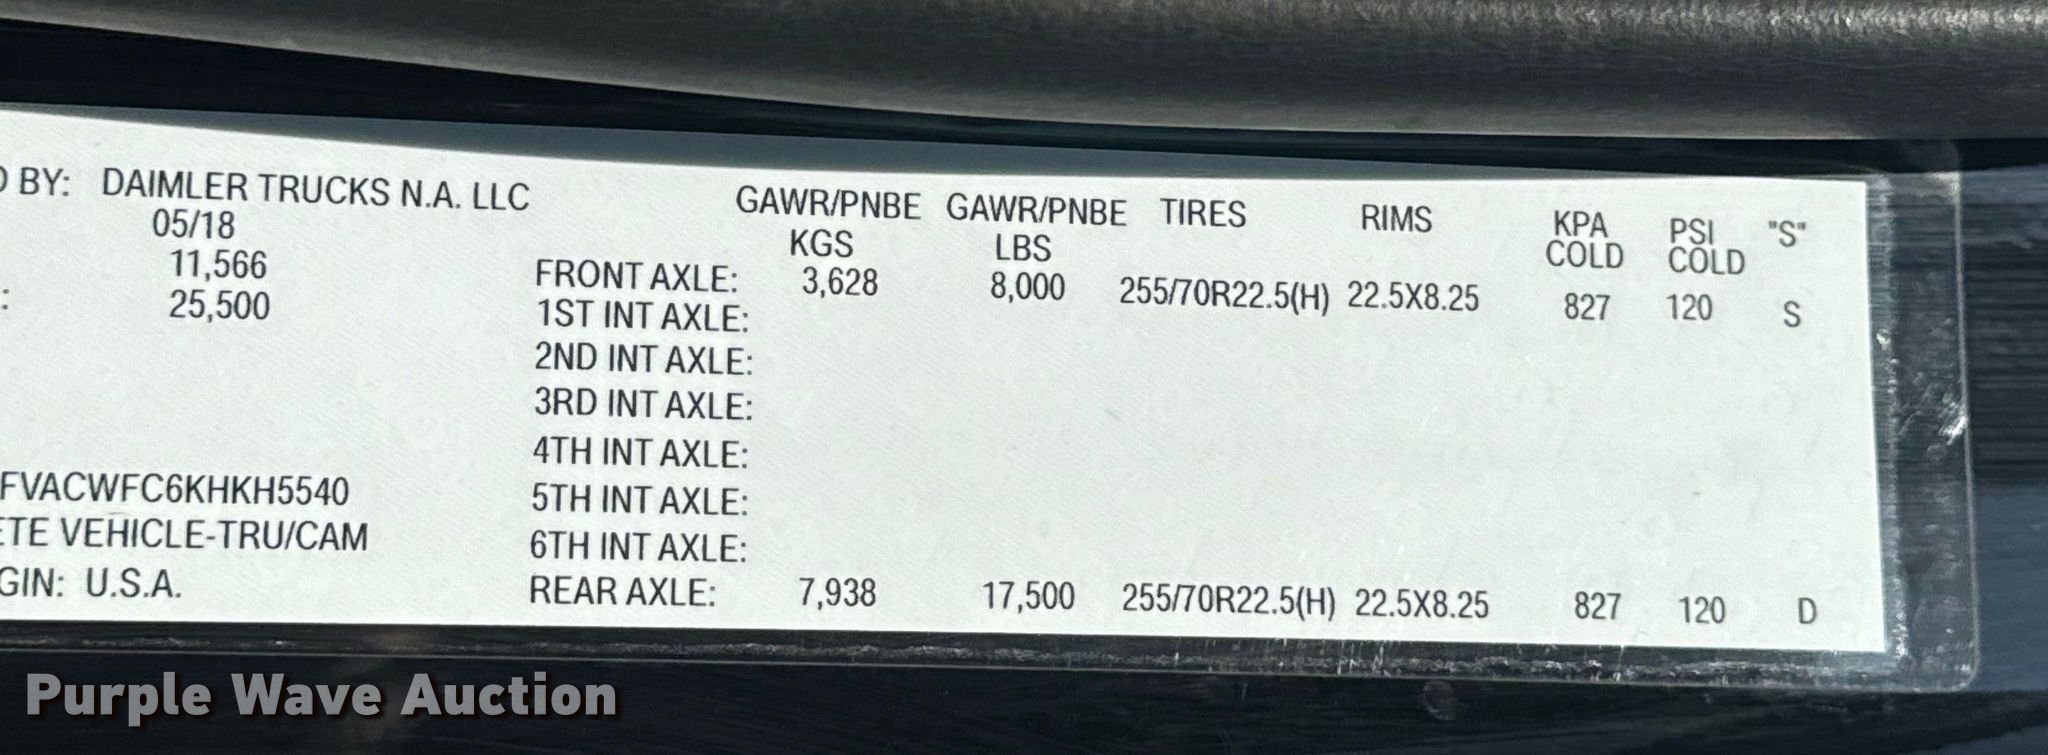 D BY: DAIMLER TRUCKS N.A. LLC
05/18
11,566
: 25,500
FVACWFC6KHKH5540
ETE VEHICLE-TRU/CAM
GIN: U.S.A.
GAWR/PNBE GAWR/PNBE TIRES RIMS KPA PSI "S"
KGS LBS COLD COLD
FRONT AXLE: 3,628 8,000 255/70R22.5(H) 22.5X8.25 827 120 S
1ST INT AXLE:
2ND INT AXLE:
3RD INT AXLE:
4TH INT AXLE:
5TH INT AXLE:
6TH INT AXLE:
REAR AXLE: 7,938 17,500 255/70R22.5(H) 22.5X8.25 827 120 D
Purple Wave Auction